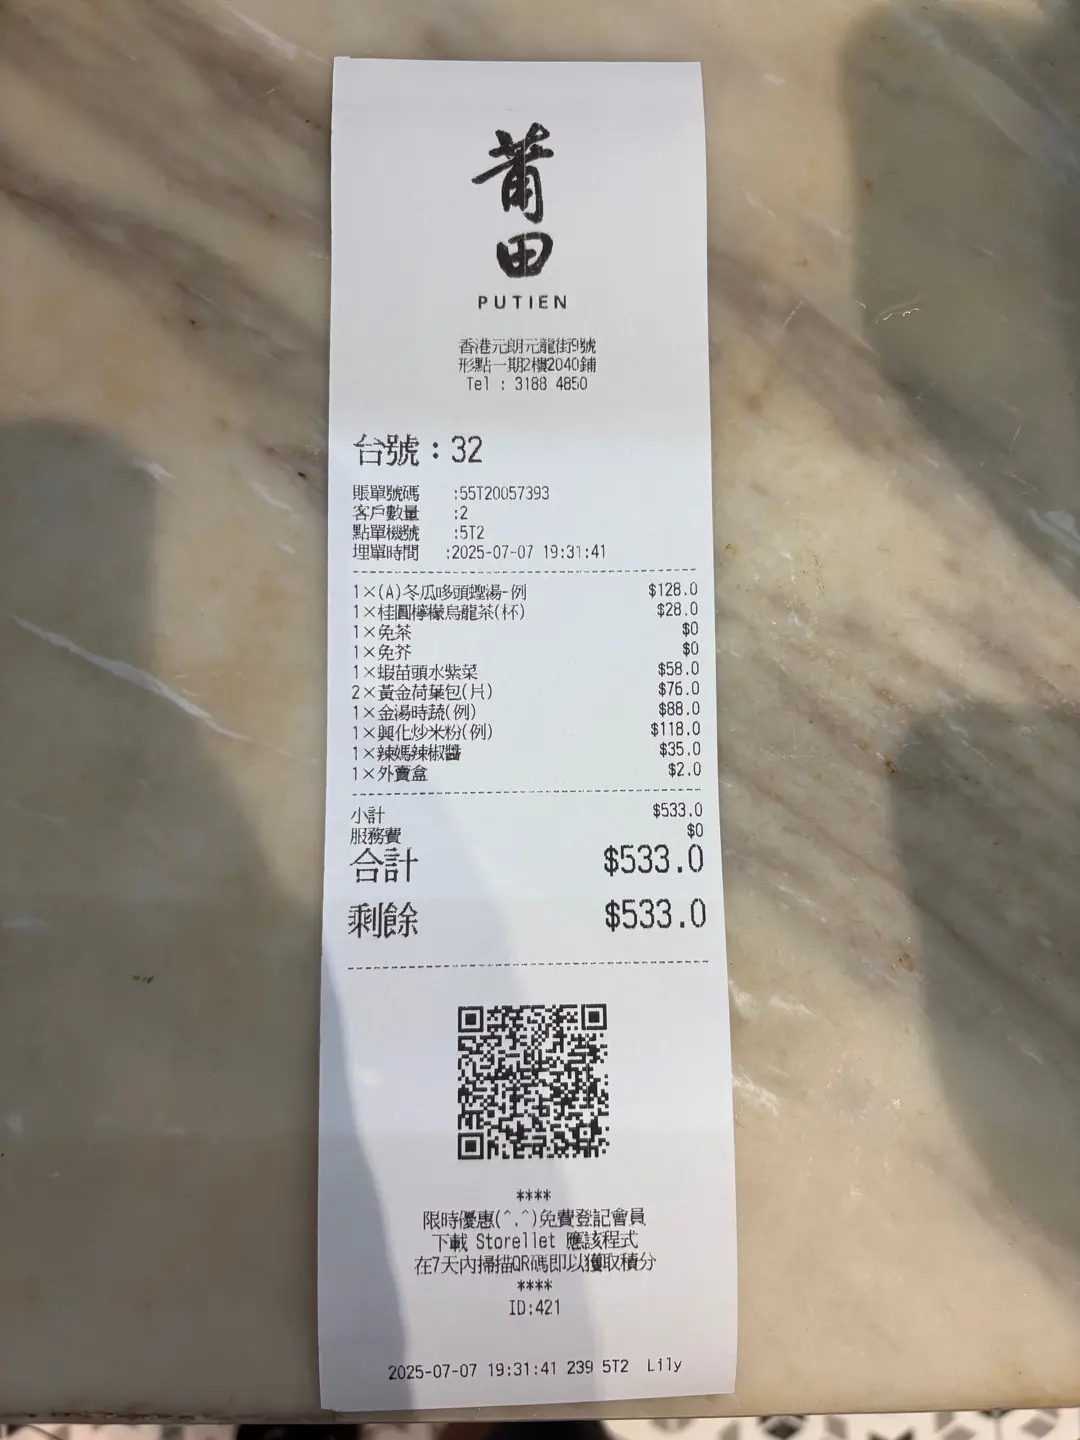 莆
田
PUTIEN
香港元朗元龍街9號
形點一期2樓2040鋪
Tel : 3188 4850
台號：32
賬單號碼 :55T20057393
客戶數量 :2
點單機號 :5T2
埋單時間 :2025-07-07 19:31:41
1×(A)冬瓜哆頭蟶湯-例 $128.0
1×桂圓檸檬烏龍茶(杯) $28.0
1×免茶 $0
1×免芥 $0
1×蝦苗頭水紫菜 $58.0
2×黃金荷葉包(片) $76.0
1×金湯時蔬(例) $88.0
1×興化炒米粉(例) $118.0
1×辣媽辣椒醬 $35.0
1×外賣盒 $2.0
小計 $533.0
服務費 $0
合計 $533.0
剩餘 $533.0
****
限時優惠(^.^)免費登記會員
下載 Storellet 應該程式
在7天內掃描QR碼即以獲取積分
****
ID:421
2025-07-07 19:31:41 239 5T2 Lily